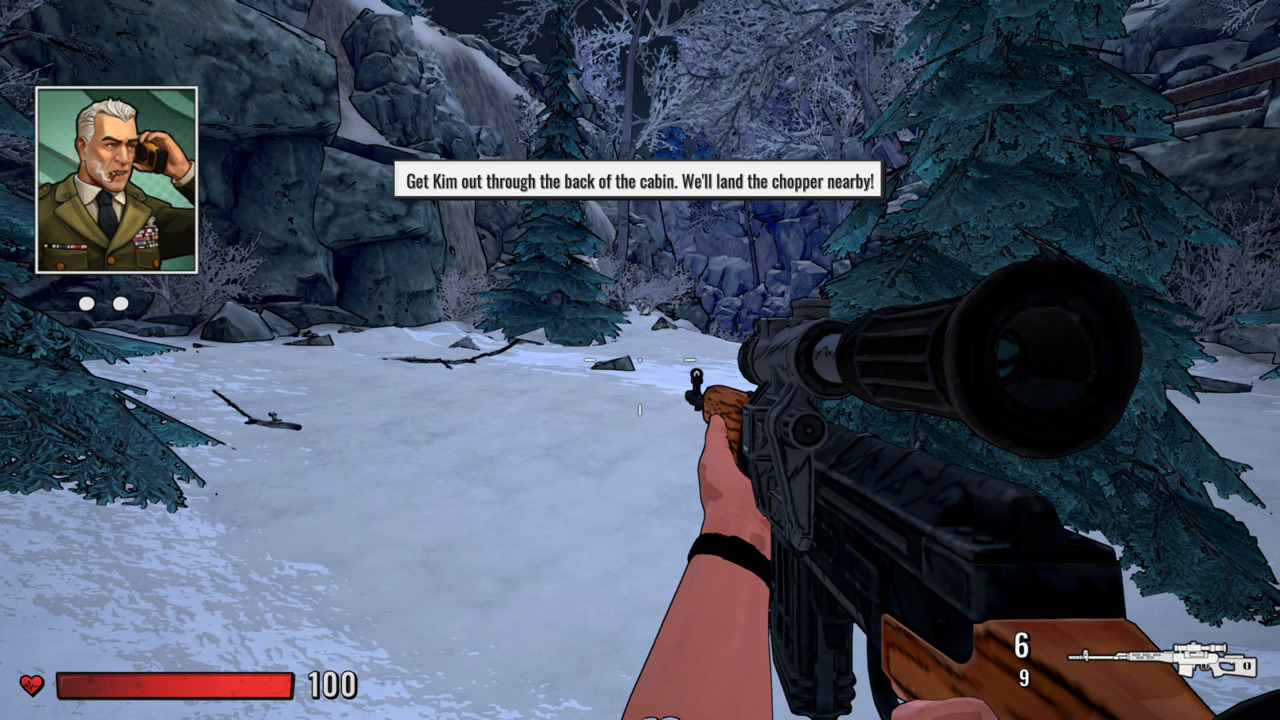 Get Kim out through the back of the cabin. We'll land the chopper nearby!
100
6
9